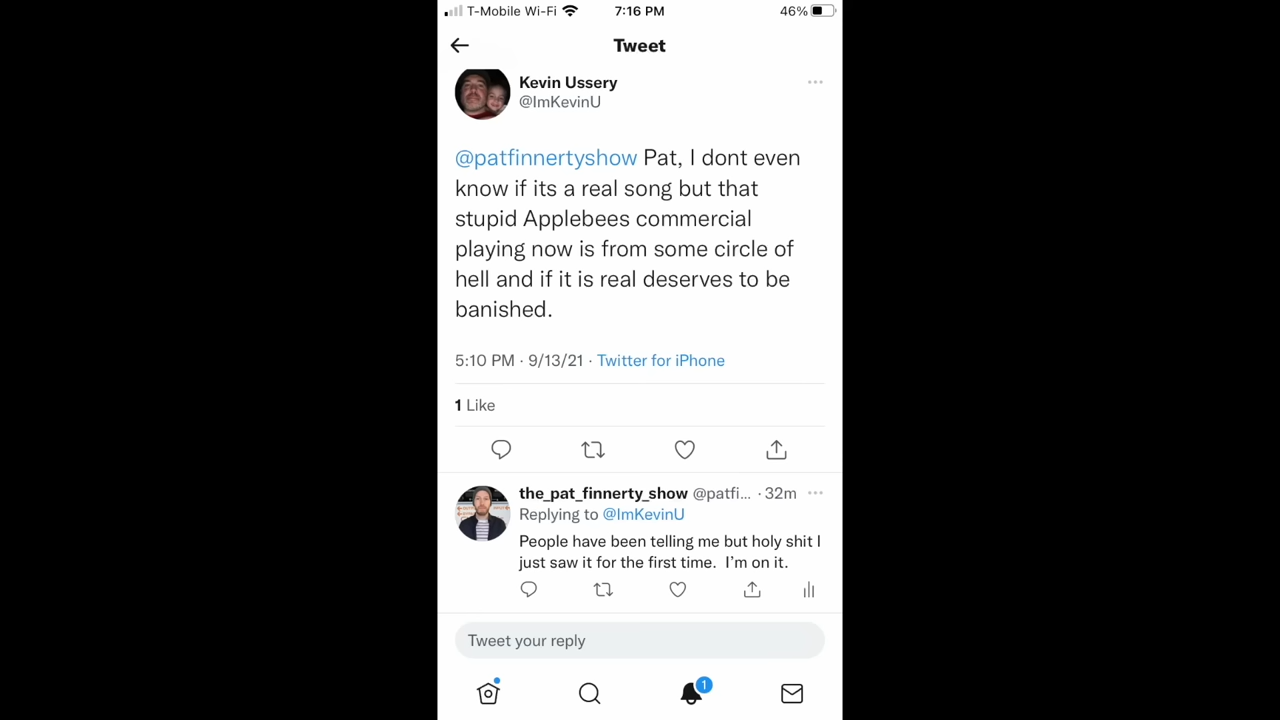 T-Mobile Wi-Fi 7:16 PM 46%
Tweet
Kevin Ussery
@ImKevinU
@patfinnertyshow Pat, I dont even
know if its a real song but that
stupid Applebees commercial
playing now is from some circle of
hell and if it is real deserves to be
banished.
5:10 PM · 9/13/21 · Twitter for iPhone
1 Like
the_pat_finnerty_show @patfi... · 32m
Replying to @ImKevinU
People have been telling me but holy shit I
just saw it for the first time.  I'm on it.
Tweet your reply
1